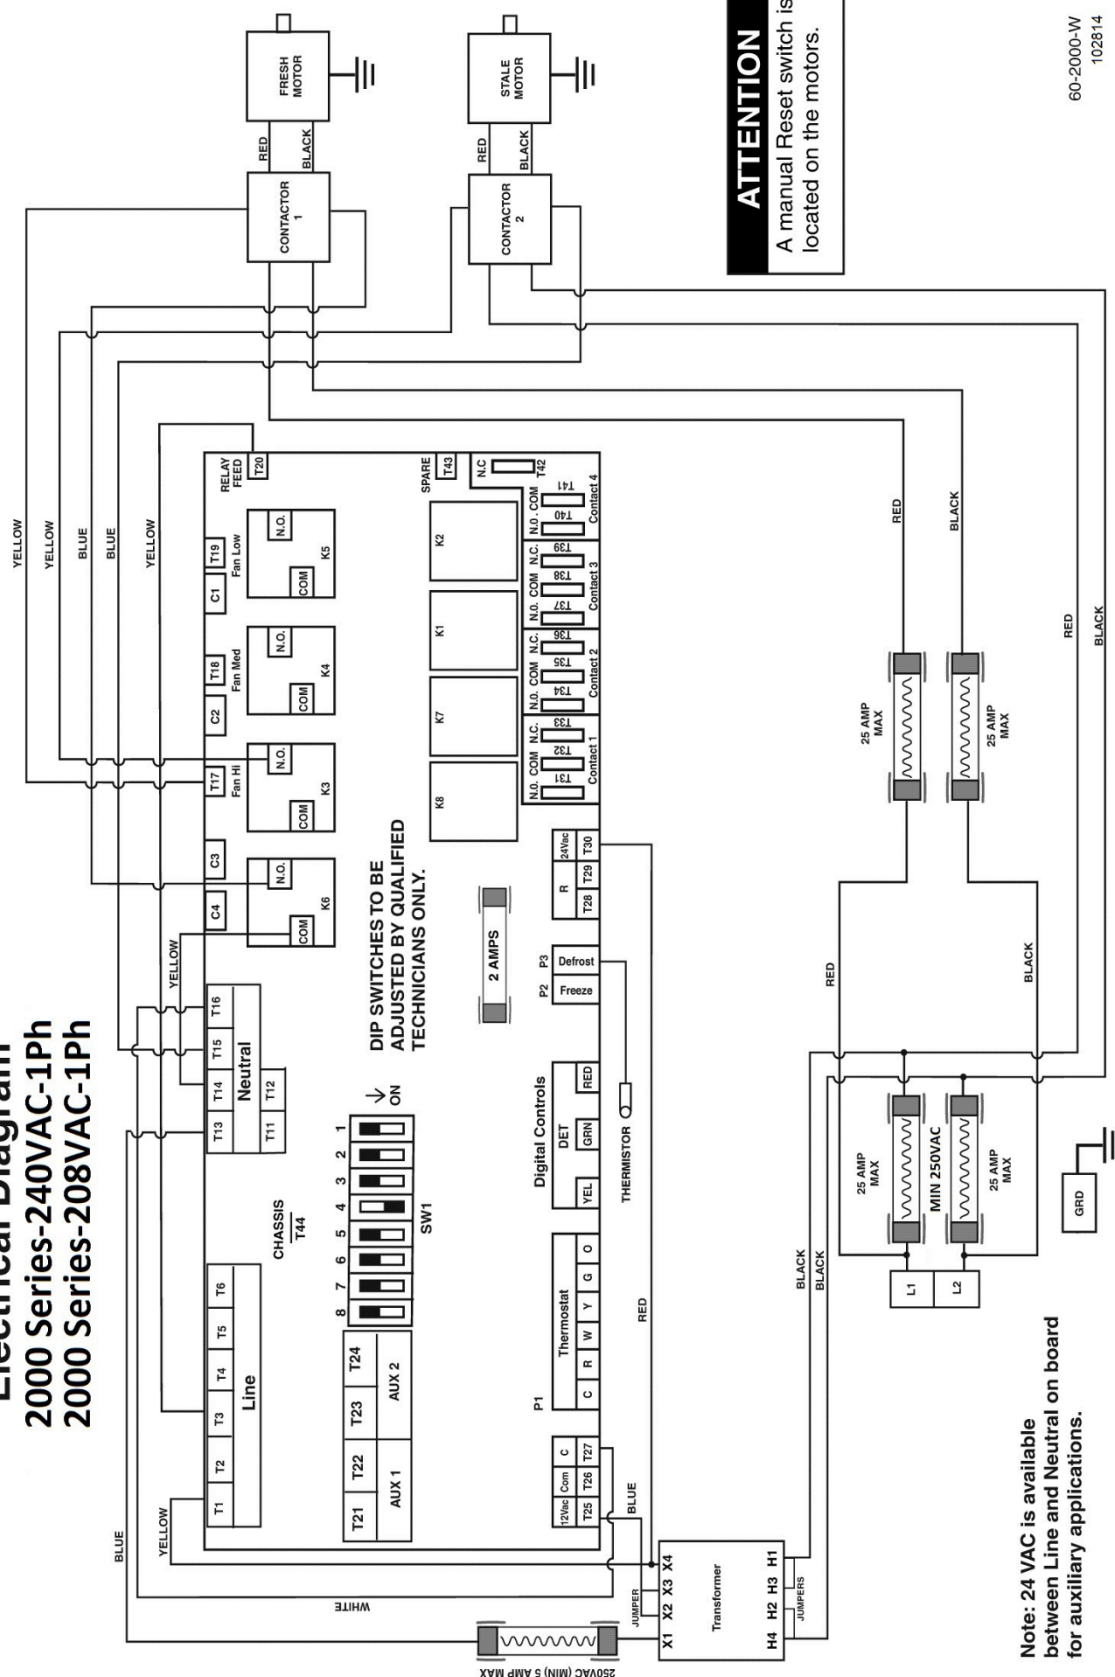 Electrical Diagram
2000 Series-240VAC-1Ph
2000 Series-208VAC-1Ph
YELLOW
YELLOW
BLUE
BLUE
YELLOW
BLUE
YELLOW
YELLOW
WHITE
T1
T2
T3
T4
T5
T6
Line
CHASSIS
T44
T13
T14
T15
T16
Neutral
T11
T12
C4
C3
C2
C1
T17
Fan Hi
T18
Fan Med
T19
Fan Low
RELAY
FEED
T20
COM
N.O.
K6
COM
N.O.
K3
COM
N.O.
K4
COM
N.O.
K5
T21
T22
T23
T24
AUX 1
AUX 2
8
7
6
5
4
3
2
1
SW1
ON
DIP SWITCHES TO BE
ADJUSTED BY QUALIFIED
TECHNICIANS ONLY.
2 AMPS
K8
K7
K1
K2
SPARE
T43
N.C
T42
N.O.
COM
N.C.
T31
T32
T33
Contact 1
N.O.
COM
N.C.
T34
T35
T36
Contact 2
N.O.
COM
N.C.
T37
T38
T39
Contact 3
N.O.
COM
T40
T41
Contact 4
12Vac
Com
C
T25
T26
T27
P1
Thermostat
C
R
W
Y
G
O
Digital Controls
DET
YEL
GRN
RED
P2
P3
Freeze
Defrost
R
24Vac
T28
T29
T30
THERMISTOR
BLUE
RED
250VAC (MIN) 5 AMP MAX
JUMPER
X1
X2
X3
X4
Transformer
H4
H2
H3
H1
JUMPERS
BLACK
BLACK
L1
L2
25 AMP
MAX
MIN 250VAC
25 AMP
MAX
GRD
RED
BLACK
25 AMP
MAX
25 AMP
MAX
RED
BLACK
RED
BLACK
CONTACTOR
1
RED
BLACK
FRESH
MOTOR
CONTACTOR
2
RED
BLACK
STALE
MOTOR
ATTENTION
A manual Reset switch is
located on the motors.
Note: 24 VAC is available
between Line and Neutral on board
for auxiliary applications.
60-2000-W
102814